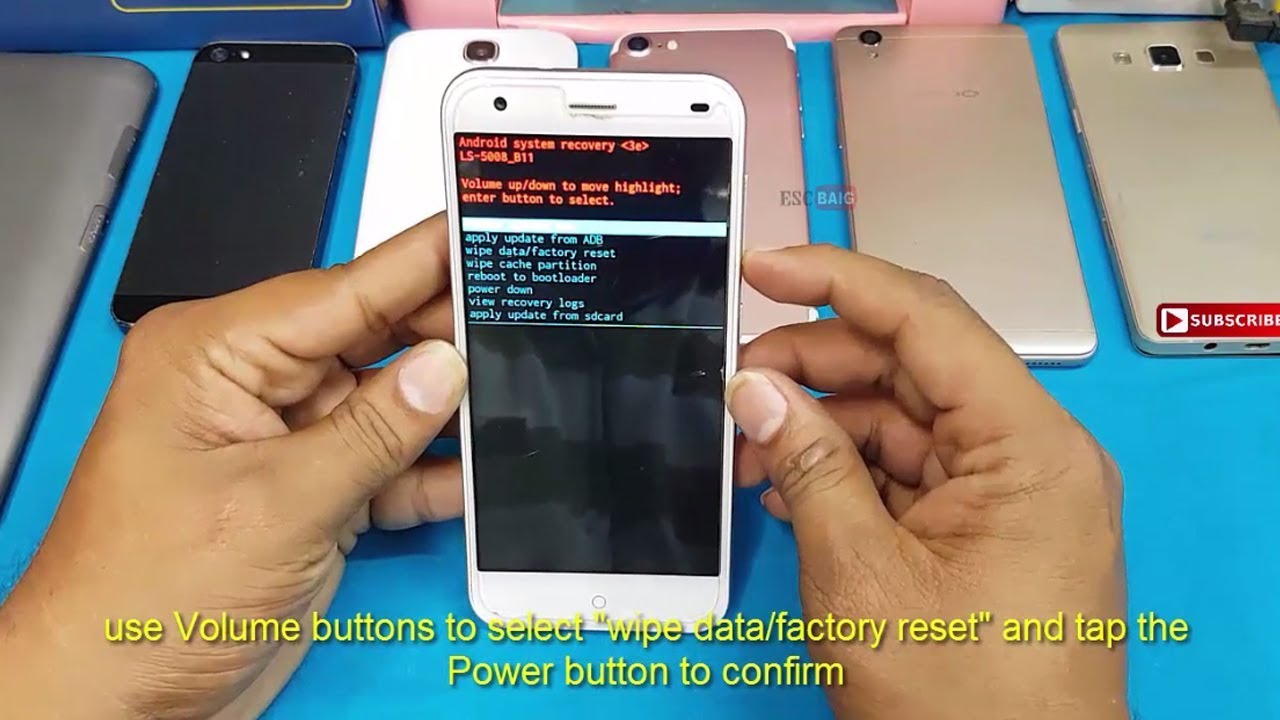 Android system recovery <3e>
LS-5008_B11
Volume up/down to move highlight;
enter button to select.
apply update from ADB
wipe data/factory reset
wipe cache partition
reboot to bootloader
power down
view recovery logs
apply update from sdcard
ESC BAIG
SUBSCRIBE
use Volume buttons to select "wipe data/factory reset" and tap the
Power button to confirm